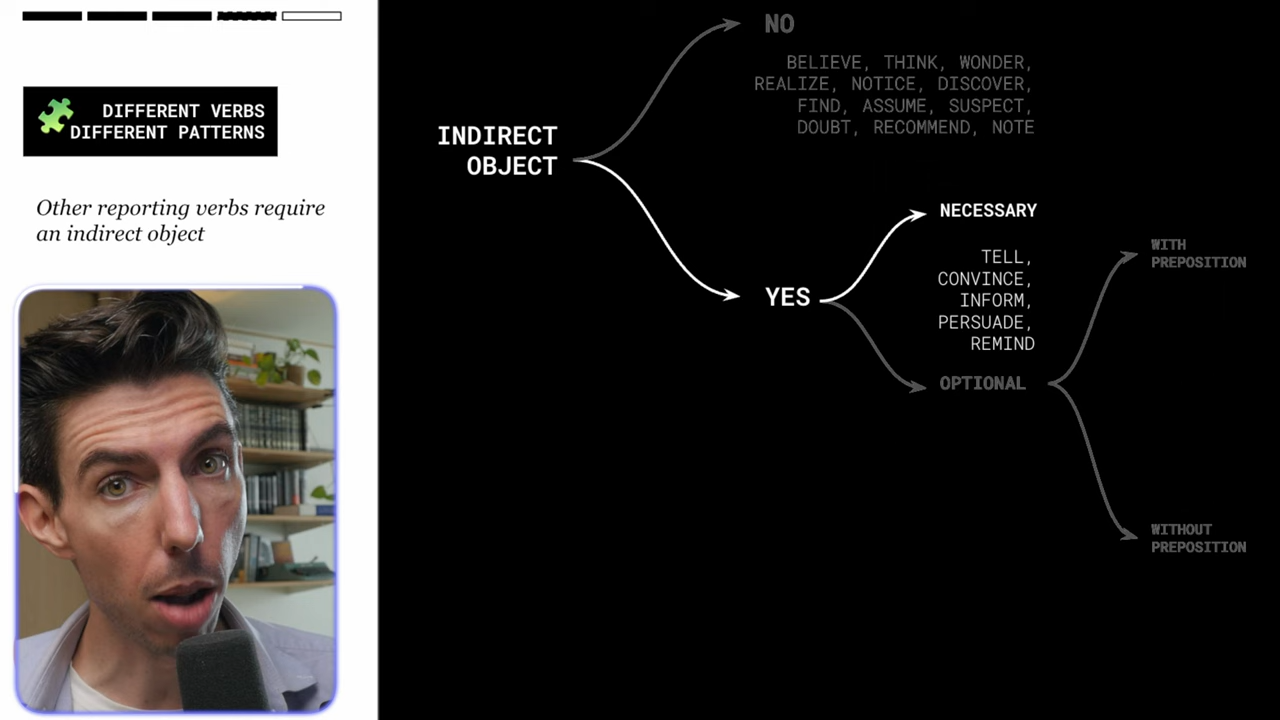 DIFFERENT VERBS
DIFFERENT PATTERNS
Other reporting verbs require
an indirect object
INDIRECT
OBJECT
NO
BELIEVE, THINK, WONDER,
REALIZE, NOTICE, DISCOVER,
FIND, ASSUME, SUSPECT,
DOUBT, RECOMMEND, NOTE
YES
NECESSARY
TELL,
CONVINCE,
INFORM,
PERSUADE,
REMIND
OPTIONAL
WITH
PREPOSITION
WITHOUT
PREPOSITION